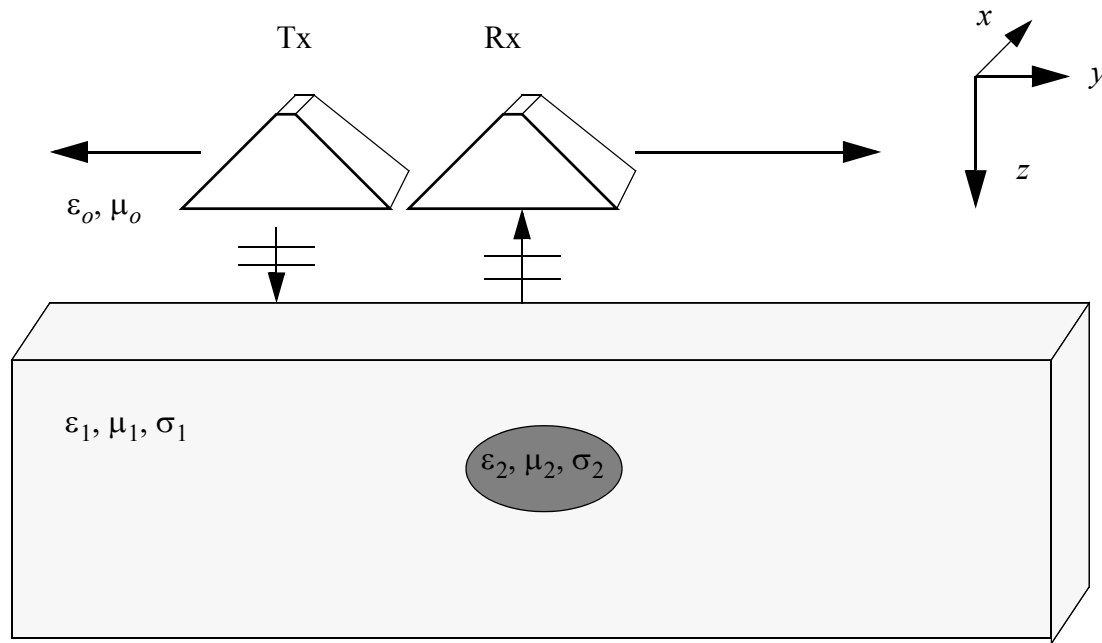 Tx
Rx
x
y
z
εo, μo
ε1, μ1, σ1
ε2, μ2, σ2